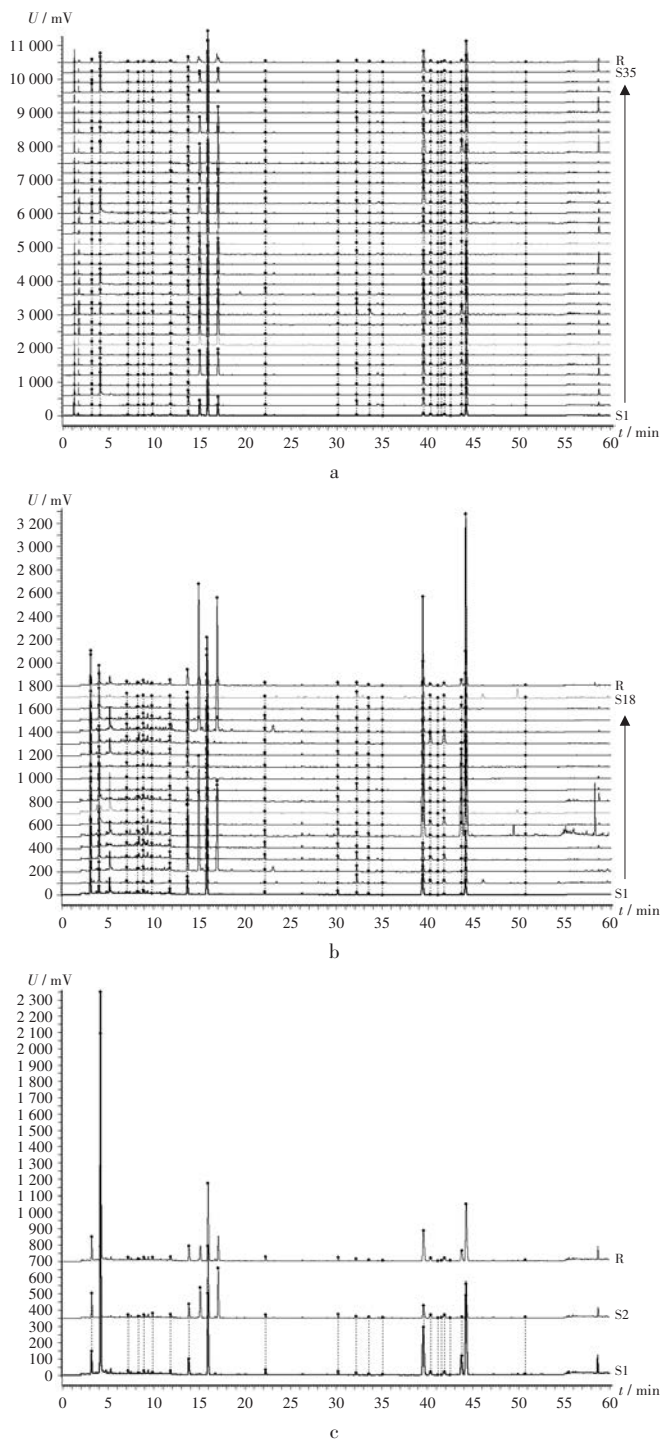 U / mV
11 000
10 000
9 000
8 000
7 000
6 000
5 000
4 000
3 000
2 000
1 000
0
R
S35
S1
0 5 10 15 20 25 30 35 40 45 50 55 60
t / min
a
U / mV
3 200
3 000
2 800
2 600
2 400
2 200
2 000
1 800
1 600
1 400
1 200
1 000
800
600
400
200
0
R
S18
S1
0 5 10 15 20 25 30 35 40 45 50 55 60
t / min
b
U / mV
2 300
2 200
2 100
2 000
1 900
1 800
1 700
1 600
1 500
1 400
1 300
1 200
1 100
1 000
900
800
700
600
500
400
300
200
100
0
R
S2
S1
0 5 10 15 20 25 30 35 40 45 50 55 60
t / min
c